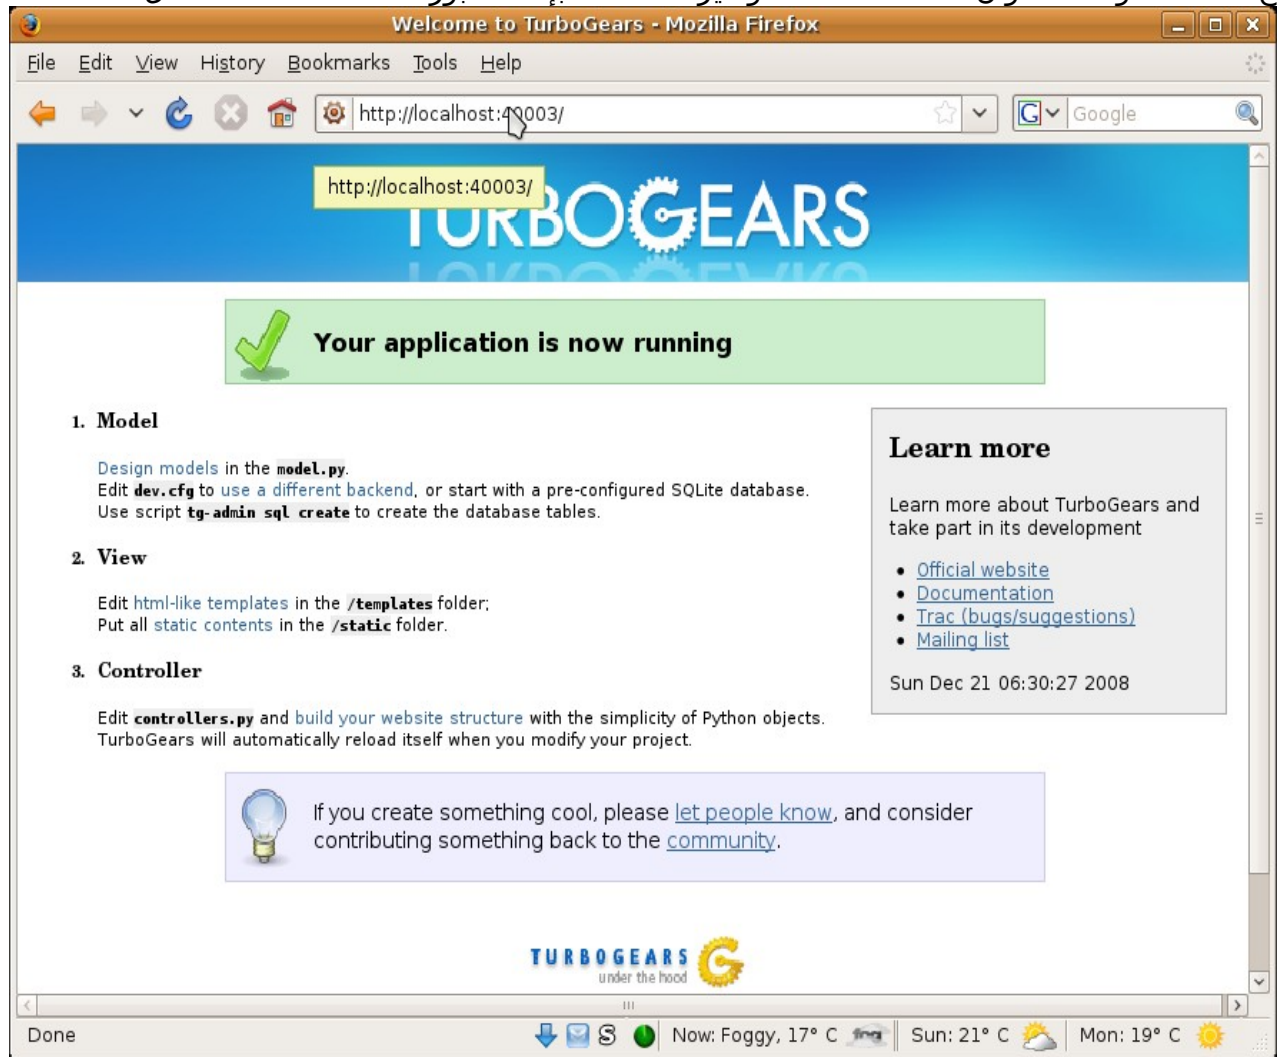 Welcome to TurboGears - Mozilla Firefox
File Edit View History Bookmarks Tools Help
http://localhost:40003/
Google
http://localhost:40003/
TURBOGEARS
Your application is now running
1. Model
Design models in the model.py.
Edit dev.cfg to use a different backend, or start with a pre-configured SQLite database.
Use script tg-admin sql create to create the database tables.
2. View
Edit html-like templates in the /templates folder;
Put all static contents in the /static folder.
3. Controller
Edit controllers.py and build your website structure with the simplicity of Python objects.
TurboGears will automatically reload itself when you modify your project.
Learn more
Learn more about TurboGears and
take part in its development
• Official website
• Documentation
• Trac (bugs/suggestions)
• Mailing list
Sun Dec 21 06:30:27 2008
If you create something cool, please let people know, and consider
contributing something back to the community.
TURBOGEARS
under the hood
Done
Now: Foggy, 17° C
Sun: 21° C
Mon: 19° C